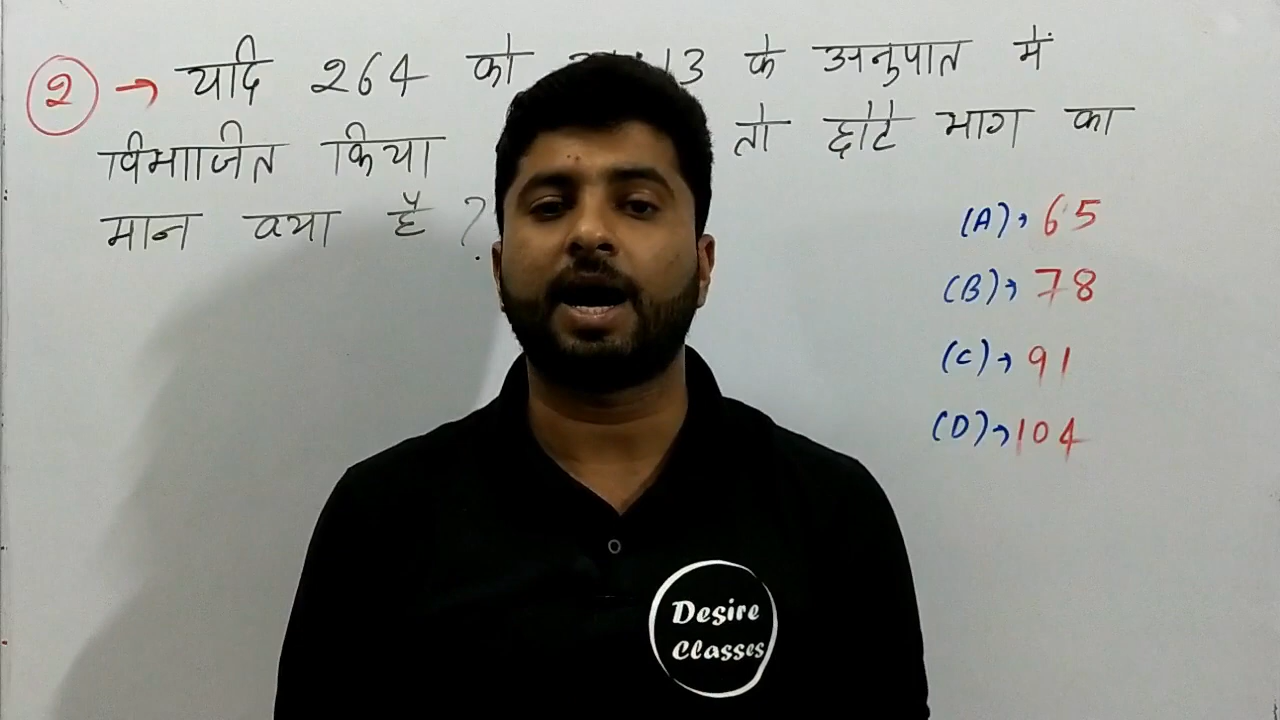 2 → यदि 264 को 13 के अनुपात में
विभाजित किया तो छोटे भाग का
मान क्या है ?
(A) → 65
(B) → 78
(C) → 91
(D) → 104
Desire
Classes